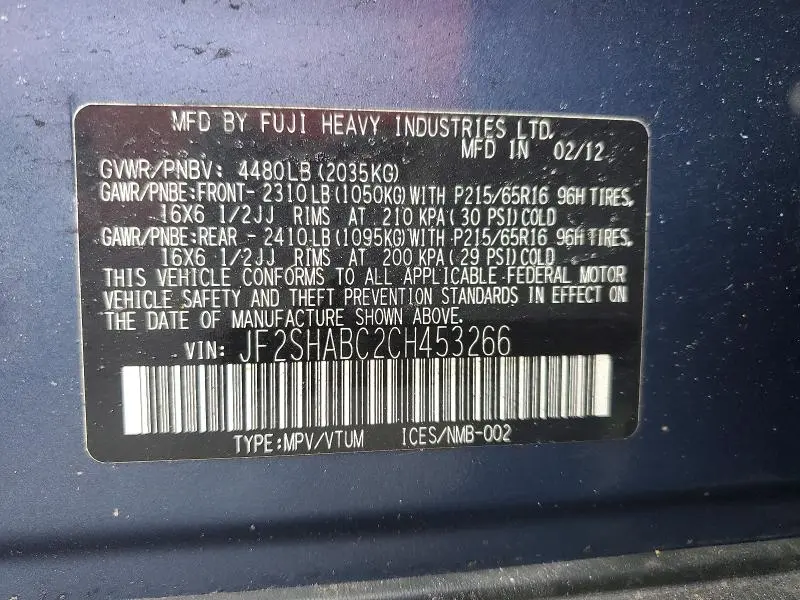 MFD BY FUJI HEAVY INDUSTRIES LTD.
MFD IN 02/12
GVWR/PNBV: 4480LB(2035KG)
GAWR/PNBE:FRONT-2310LB(1050KG)WITH P215/65R16 96H TIRES,
16X6 1/2JJ RIMS AT 210 KPA(30 PSI)COLD
GAWR/PNBE:REAR -2410LB(1095KG)WITH P215/65R16 96H TIRES,
16X6 1/2JJ RIMS AT 200 KPA(29 PSI)COLD
THIS VEHICLE CONFORMS TO ALL APPLICABLE FEDERAL MOTOR
VEHICLE SAFETY AND THEFT PREVENTION STANDARDS IN EFFECT ON
THE DATE OF MANUFACTURE SHOWN ABOVE.
VIN: JF2SHABC2CH453266
TYPE:MPV/VTUM ICES/NMB-002